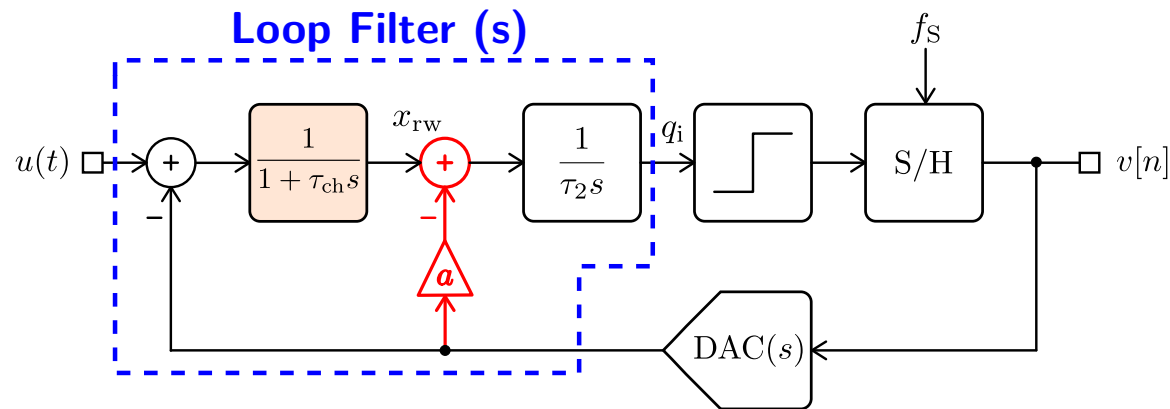 Loop Filter (s)
f_S
u(t)
+
−
1
1 + τ_ch s
x_rw
+
−
a
1
τ_2 s
q_i
S/H
v[n]
DAC(s)